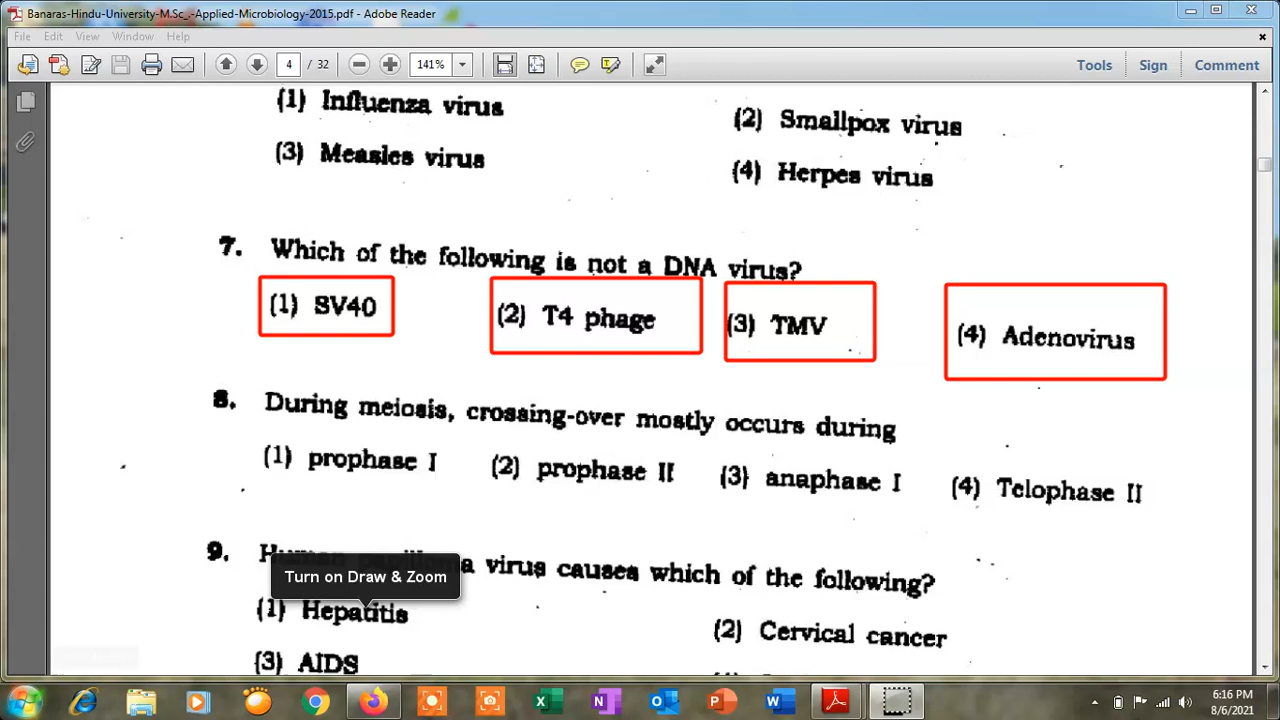 Banaras-Hindu-University-M.Sc_.-Applied-Microbiology-2015.pdf - Adobe Reader
File Edit View Window Help
4 / 32 141% Tools Sign Comment
(1) Influenza virus (2) Smallpox virus
(3) Measles virus (4) Herpes virus
7. Which of the following is not a DNA virus?
(1) SV40 (2) T4 phage (3) TMV (4) Adenovirus
8. During meiosis, crossing-over mostly occurs during
(1) prophase I (2) prophase II (3) anaphase I (4) Telophase II
9. Human papilloma virus causes which of the following?
Turn on Draw & Zoom
(1) Hepatitis (2) Cervical cancer
(3) AIDS
6:16 PM
8/6/2021